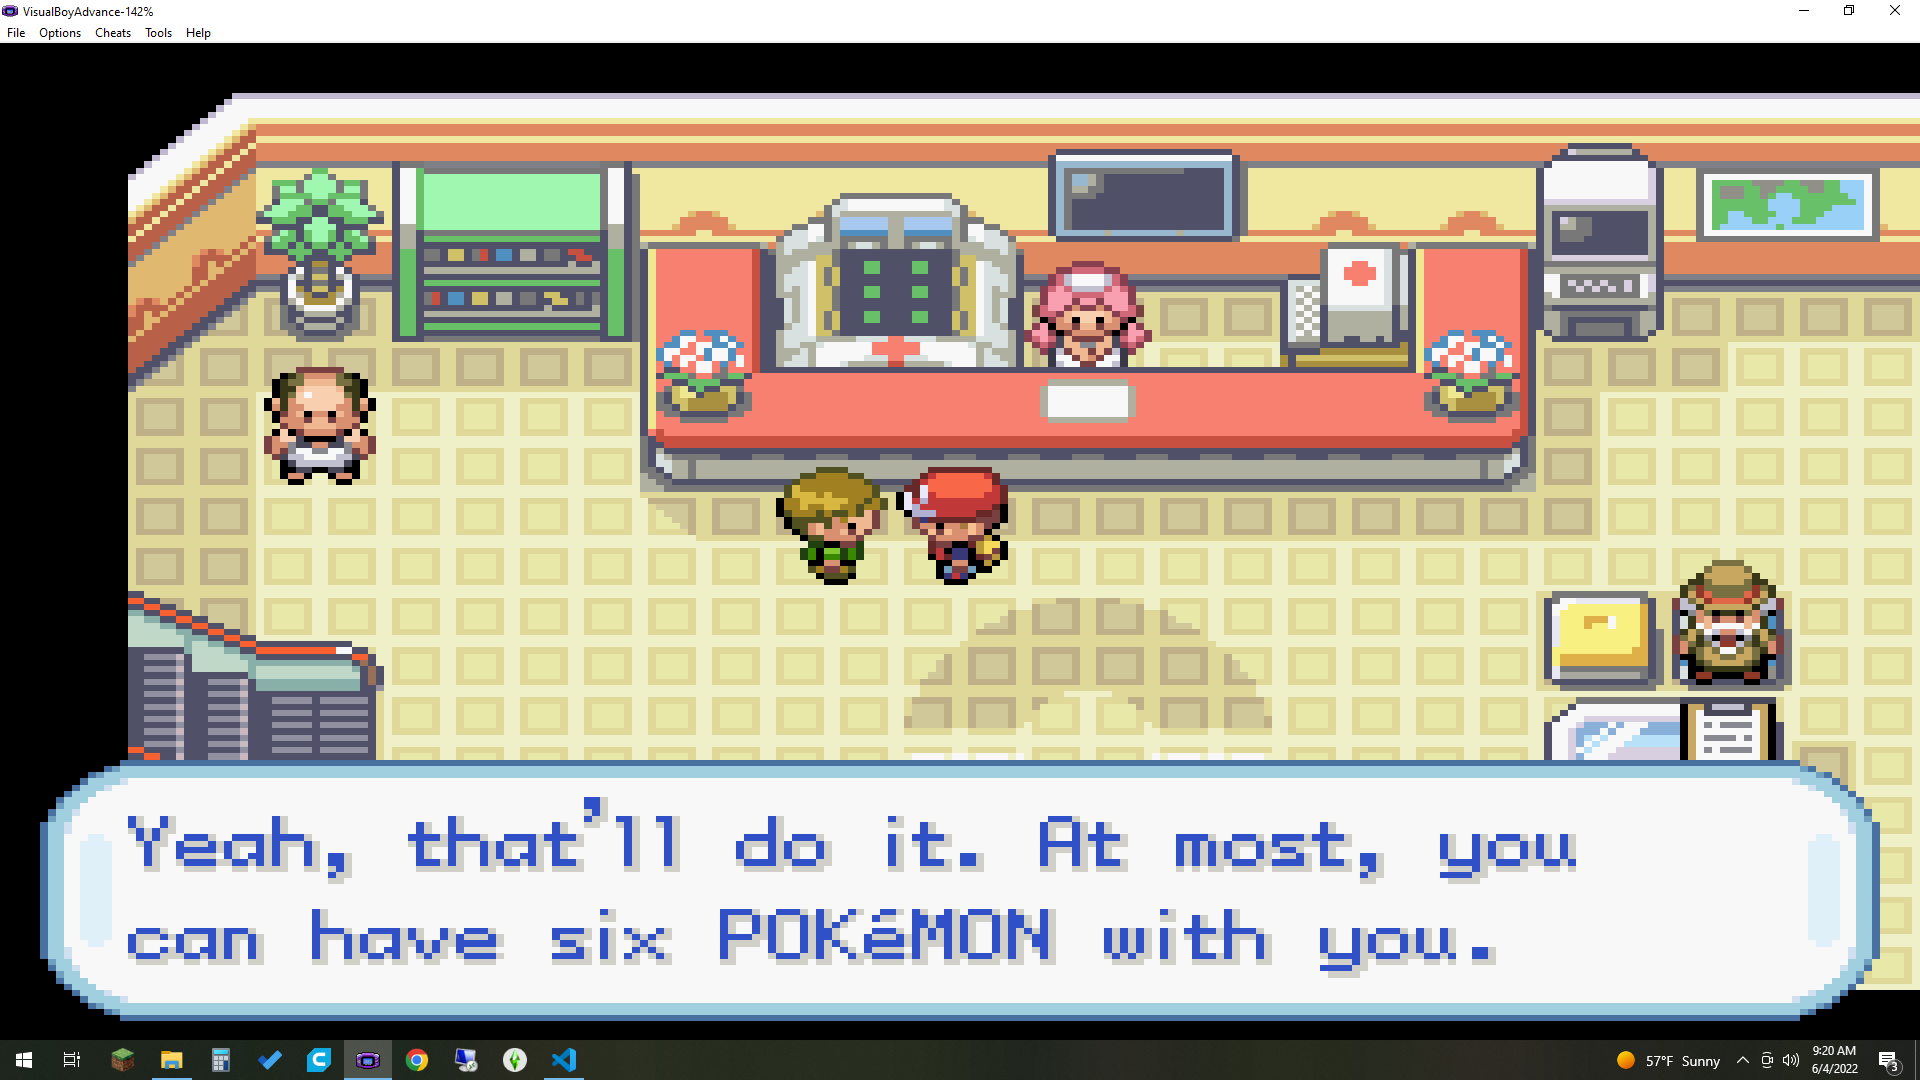 VisualBoyAdvance-142%
File Options Cheats Tools Help
Yeah, that'll do it. At most, you
can have six POKéMON with you.
57°F Sunny
9:20 AM
6/4/2022
3